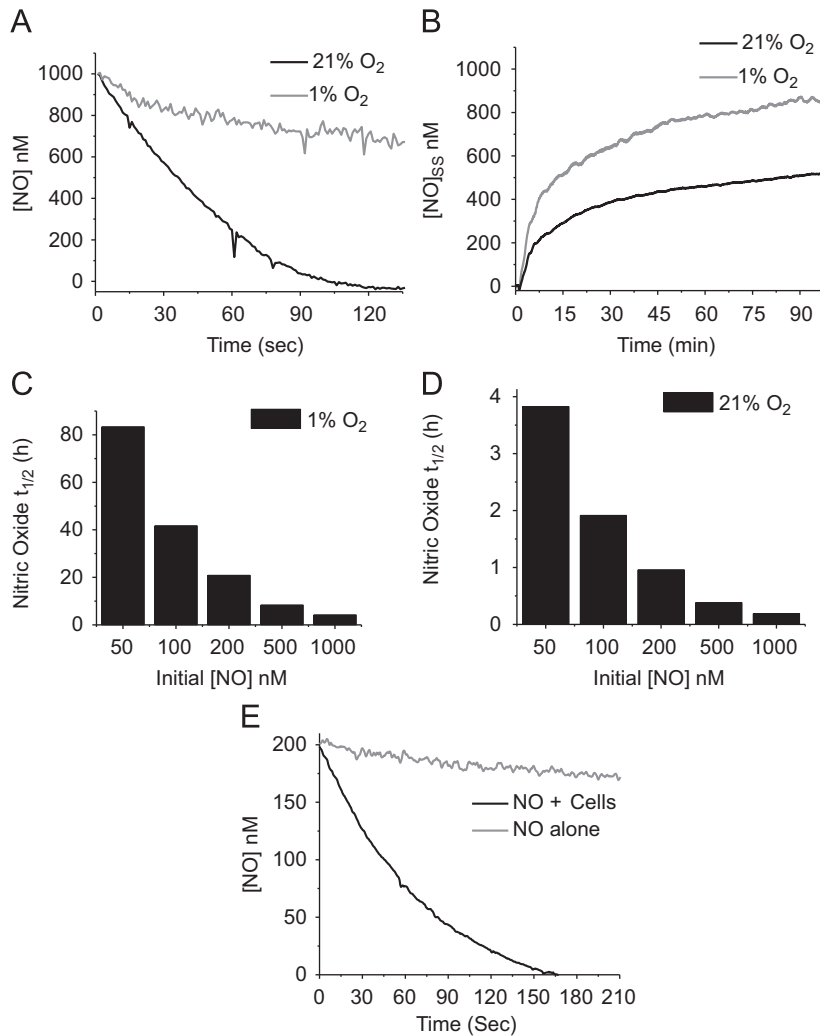 A
21% O2
1% O2
1000
800
600
400
200
0
[NO] nM
0
30
60
90
120
Time (sec)
B
21% O2
1% O2
1000
800
600
400
200
0
[NO]SS nM
0
15
30
45
60
75
90
Time (min)
C
1% O2
80
60
40
20
0
Nitric Oxide t1/2 (h)
50
100
200
500
1000
Initial [NO] nM
D
21% O2
4
3
2
1
0
Nitric Oxide t1/2 (h)
50
100
200
500
1000
Initial [NO] nM
E
200
150
100
50
0
[NO] nM
NO + Cells
NO alone
0
30
60
90
120
150
180
210
Time (Sec)